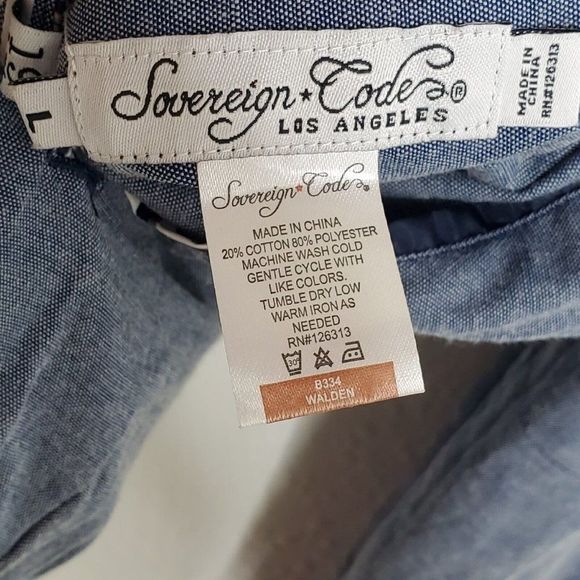 Sovereign★Code®
LOS ANGELES
MADE IN
CHINA
RN#126313
L
Sovereign★Code®
MADE IN CHINA
20% COTTON 80% POLYESTER
MACHINE WASH COLD
GENTLE CYCLE WITH
LIKE COLORS.
TUMBLE DRY LOW
WARM IRON AS
NEEDED
RN#126313
30°
B334
WALDEN